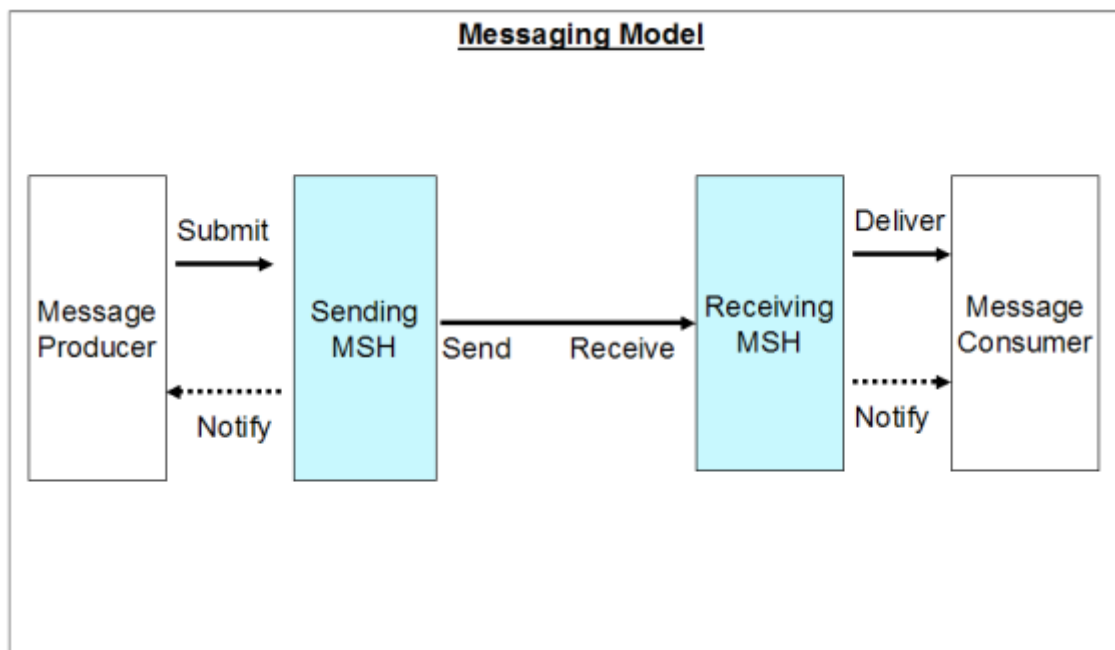 Messaging Model
Submit
Deliver
Message
Producer
Sending
MSH
Receiving
MSH
Message
Consumer
Send
Receive
Notify
Notify